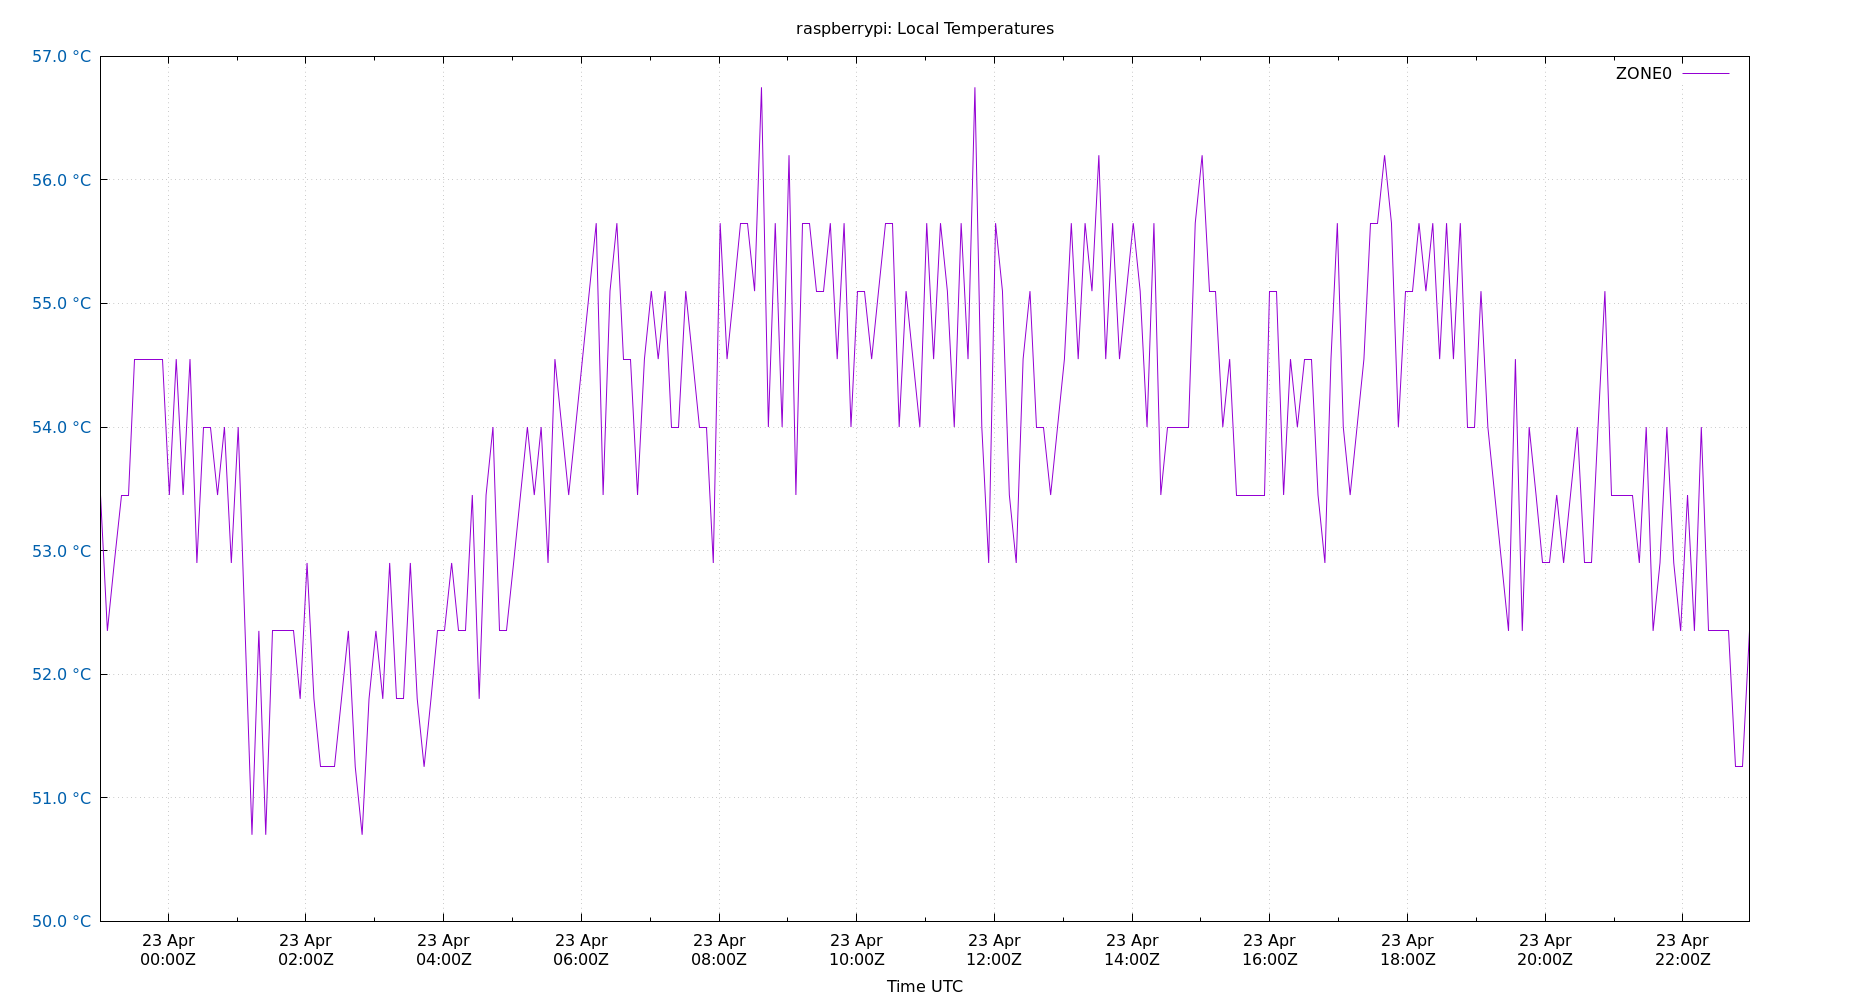 raspberrypi: Local Temperatures
57.0 °C
ZONE0
56.0 °C
55.0 °C
54.0 °C
53.0 °C
52.0 °C
51.0 °C
50.0 °C
23 Apr 23 Apr 23 Apr 23 Apr 23 Apr 23 Apr 23 Apr 23 Apr 23 Apr 23 Apr 23 Apr 23 Apr
00:00Z 02:00Z 04:00Z 06:00Z 08:00Z 10:00Z 12:00Z 14:00Z 16:00Z 18:00Z 20:00Z 22:00Z
Time UTC